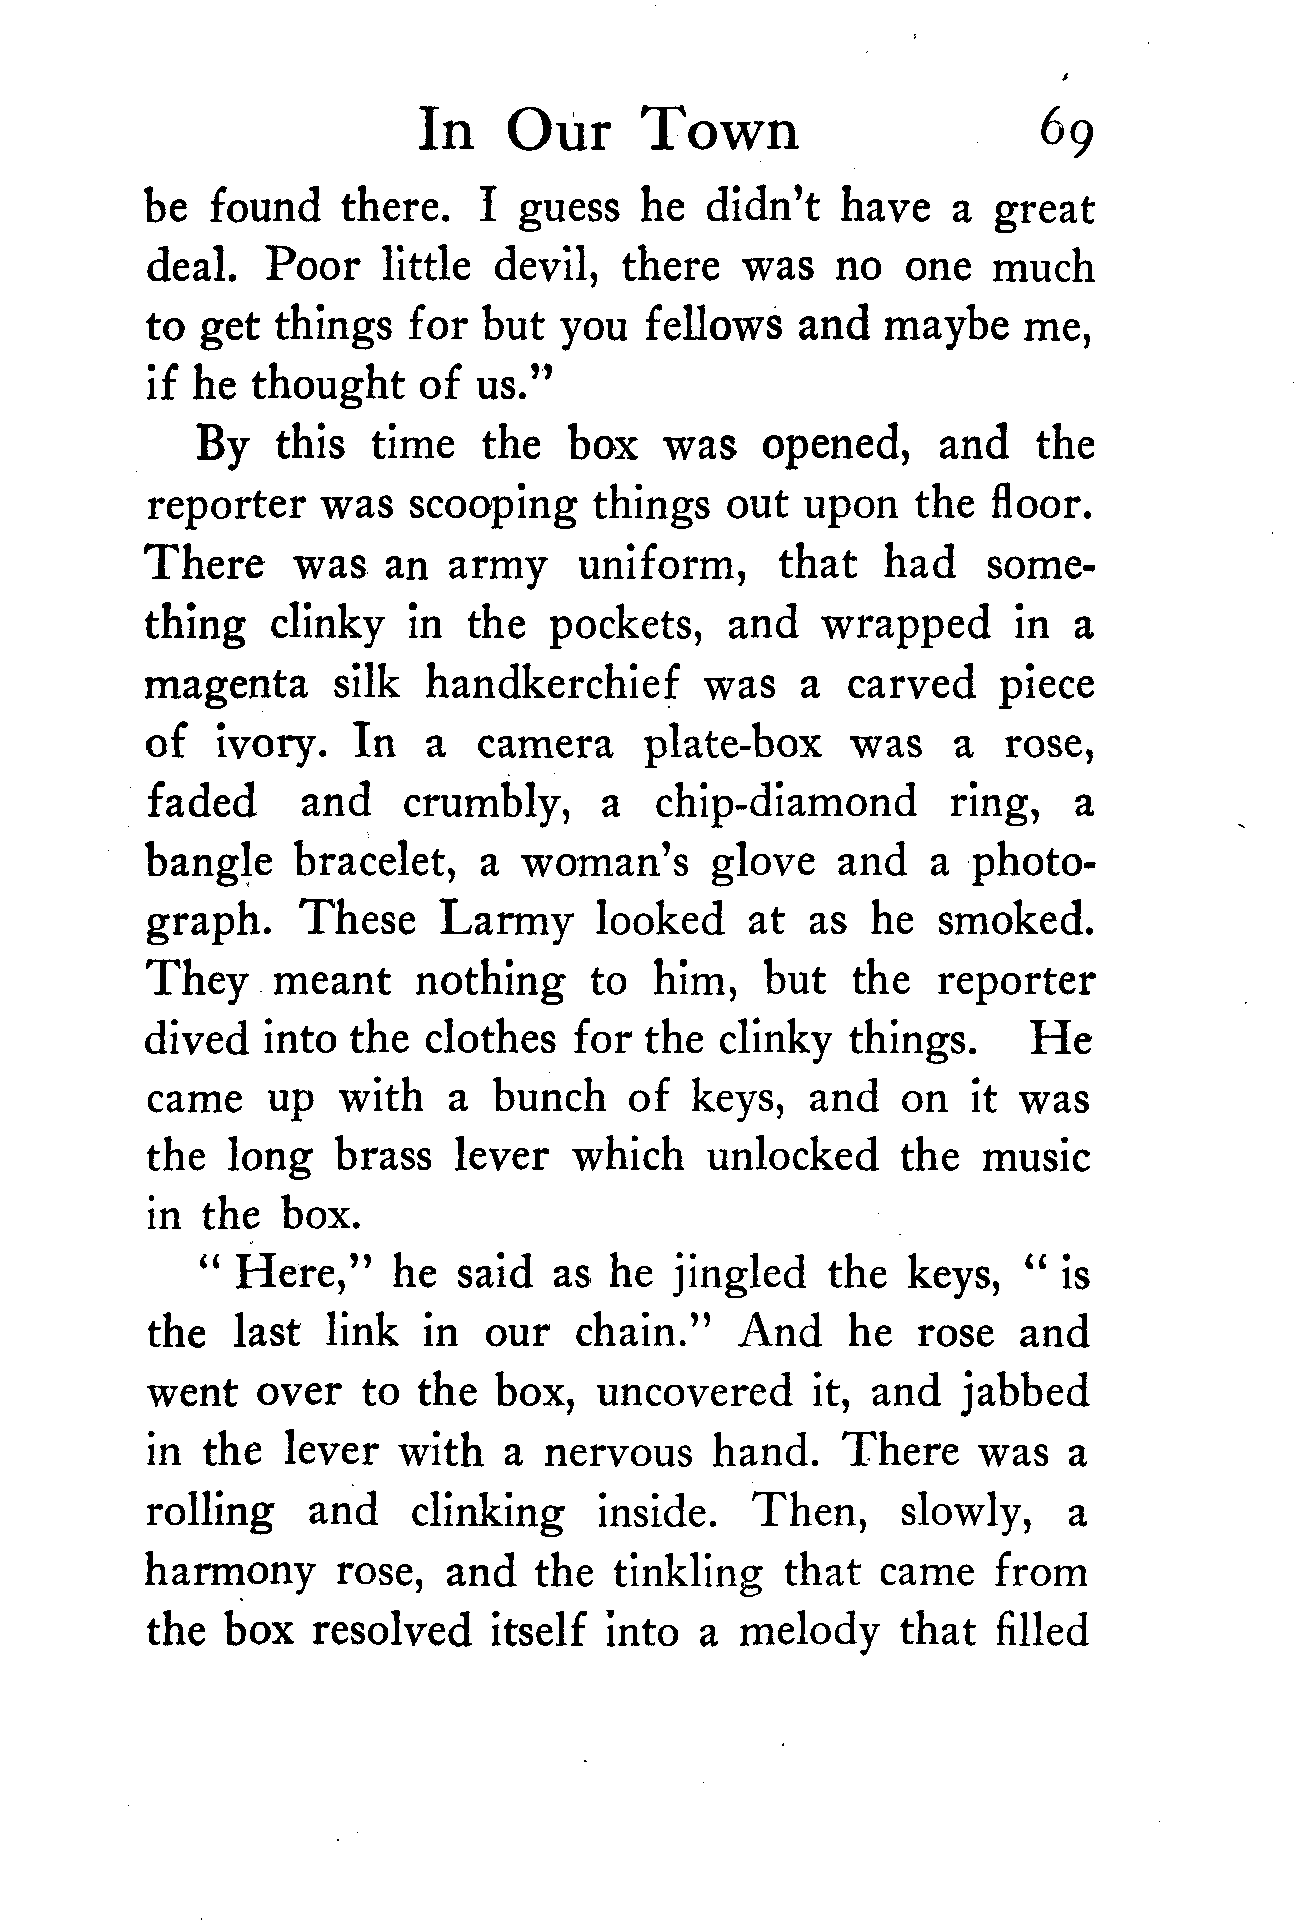 In Our Town 69
be found there. I guess he didn't have a great
deal. Poor little devil, there was no one much
to get things for but you fellows and maybe me,
if he thought of us."
By this time the box was opened, and the
reporter was scooping things out upon the floor.
There was an army uniform, that had some-
thing clinky in the pockets, and wrapped in a
magenta silk handkerchief was a carved piece
of ivory. In a camera plate-box was a rose,
faded and crumbly, a chip-diamond ring, a
bangle bracelet, a woman's glove and a photo-
graph. These Larmy looked at as he smoked.
They meant nothing to him, but the reporter
dived into the clothes for the clinky things. He
came up with a bunch of keys, and on it was
the long brass lever which unlocked the music
in the box.
" Here," he said as he jingled the keys, " is
the last link in our chain." And he rose and
went over to the box, uncovered it, and jabbed
in the lever with a nervous hand. There was a
rolling and clinking inside. Then, slowly, a
harmony rose, and the tinkling that came from
the box resolved itself into a melody that filled